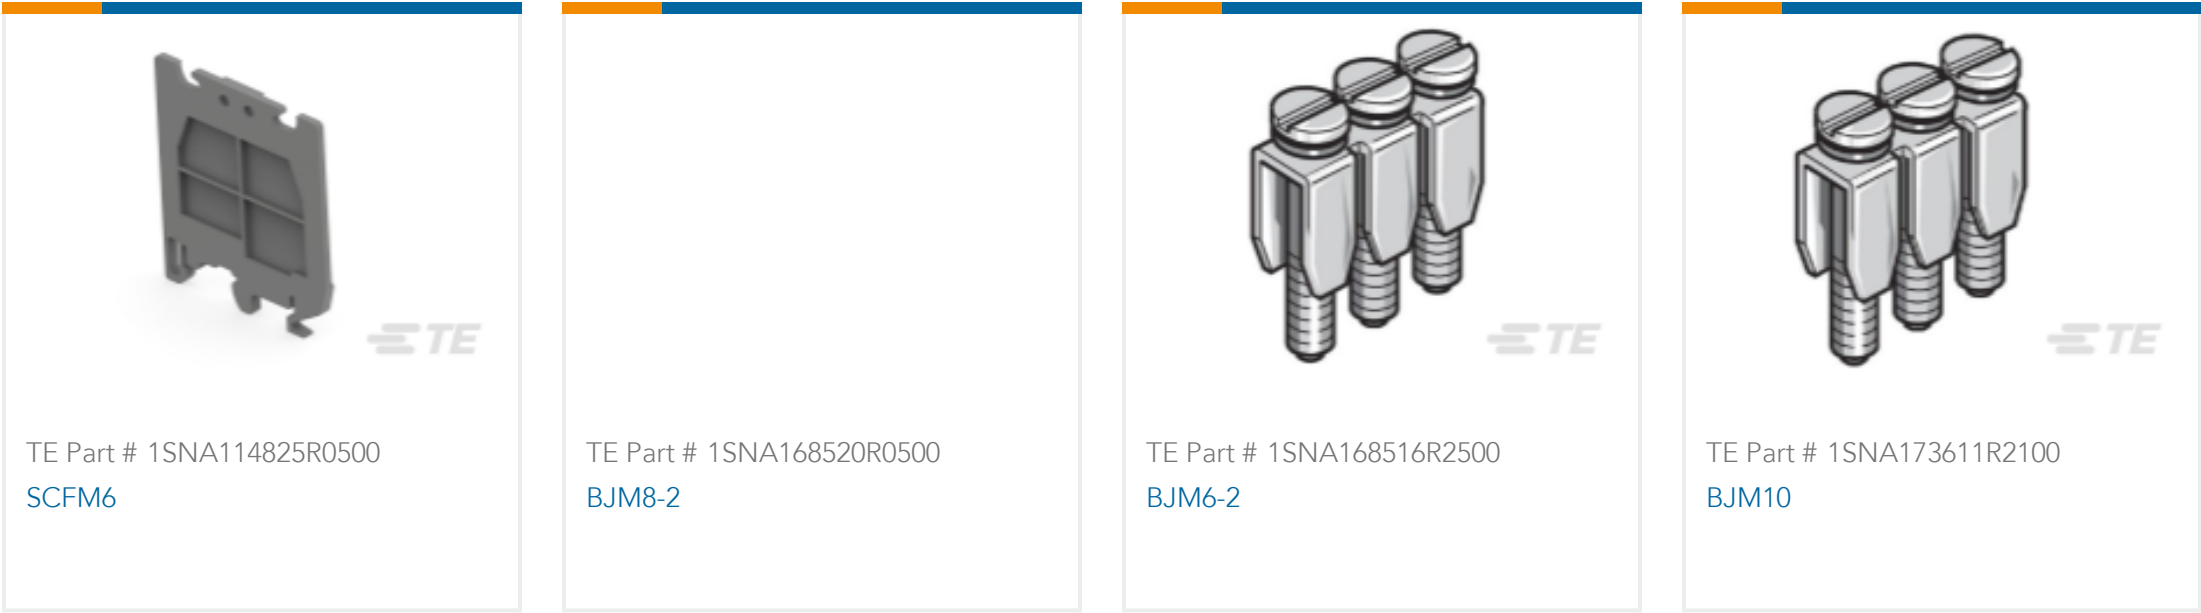 TE
TE Part # 1SNA114825R0500
SCFM6
TE Part # 1SNA168520R0500
BJM8-2
TE
TE Part # 1SNA168516R2500
BJM6-2
TE
TE Part # 1SNA173611R2100
BJM10